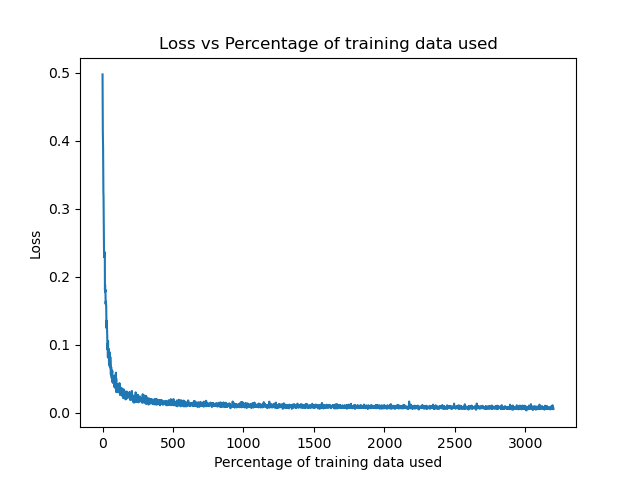 Loss vs Percentage of training data used
0.5
0.4
0.3
0.2
0.1
0.0
Loss
0 500 1000 1500 2000 2500 3000
Percentage of training data used